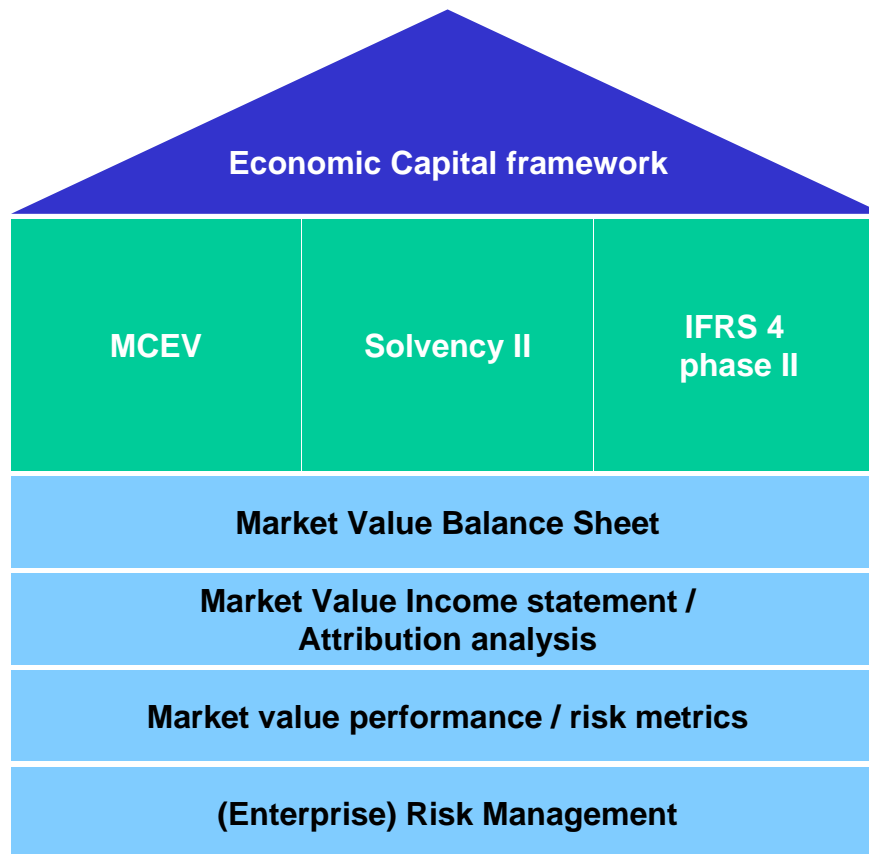 Economic Capital framework
MCEV
Solvency II
IFRS 4
phase II
Market Value Balance Sheet
Market Value Income statement /
Attribution analysis
Market value performance / risk metrics
(Enterprise) Risk Management